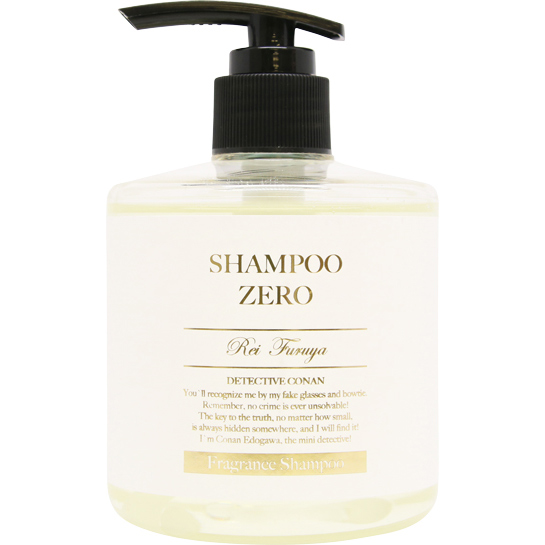 SHAMPOO
ZERO
Rei Furuya
DETECTIVE CONAN
You´ll recognize me by my fake glasses and bowtie.
Remember, no crime is ever unsolvable!
The key to the truth, no matter how small,
is always hidden somewhere, and I will find it!
I´m Conan Edogawa, the mini detective!
Fragrance Shampoo